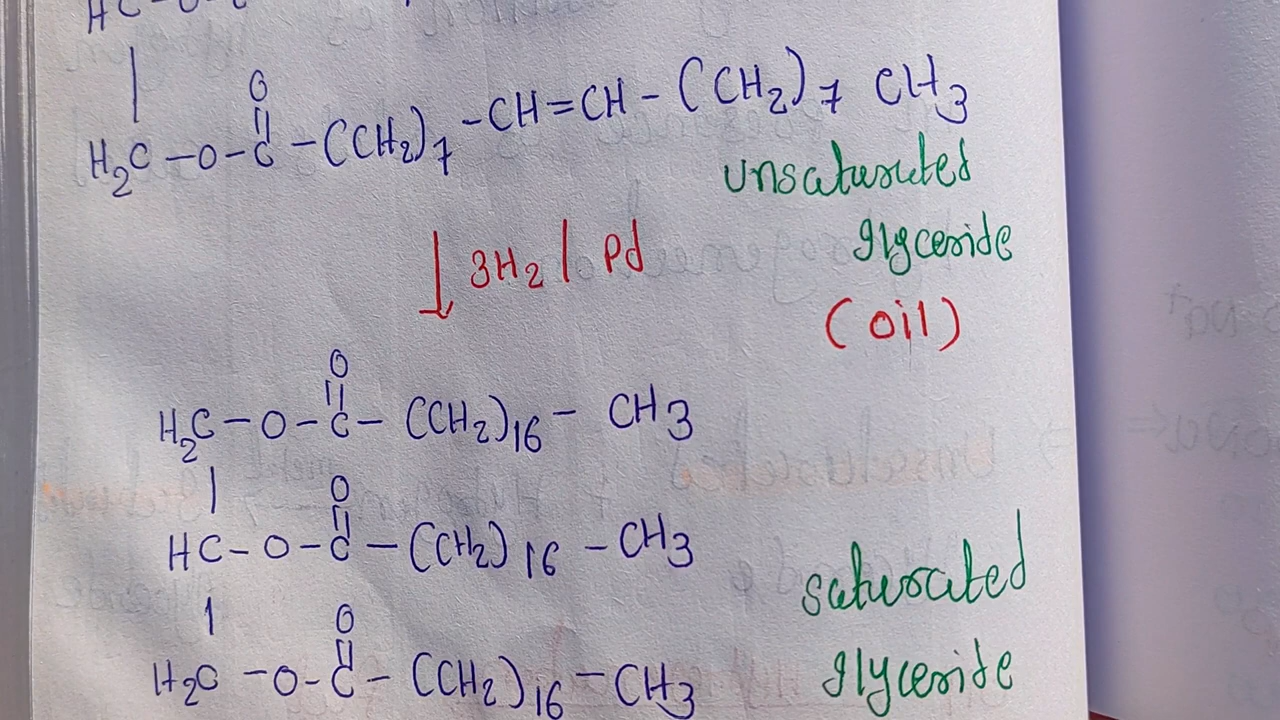 HC - O - C
O
||
H₂C - O - C - (CH₂)₇ - CH = CH - (CH₂)₇ CH₃
unsaturated
glyceride
↓ 3H₂ / Pd
(oil)
O
||
H₂C - O - C - (CH₂)₁₆ - CH₃
|
O
||
HC - O - C - (CH₂)₁₆ - CH₃
|
O
||
H₂C - O - C - (CH₂)₁₆ - CH₃
saturated
glyceride